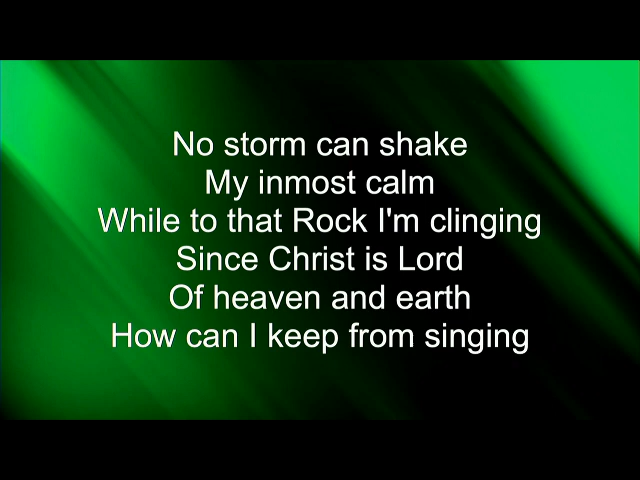 No storm can shake
My inmost calm
While to that Rock I'm clinging
Since Christ is Lord
Of heaven and earth
How can I keep from singing